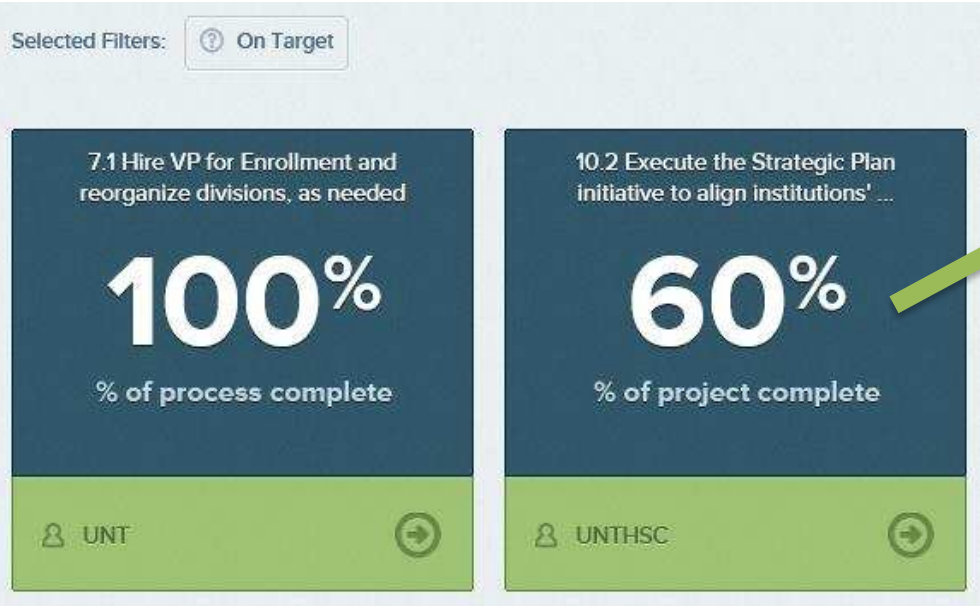 Selected Filters: On Target
7.1 Hire VP for Enrollment and
reorganize divisions, as needed
100%
% of process complete
UNT
10.2 Execute the Strategic Plan
initiative to align institutions' ...
60%
% of project complete
UNTHSC